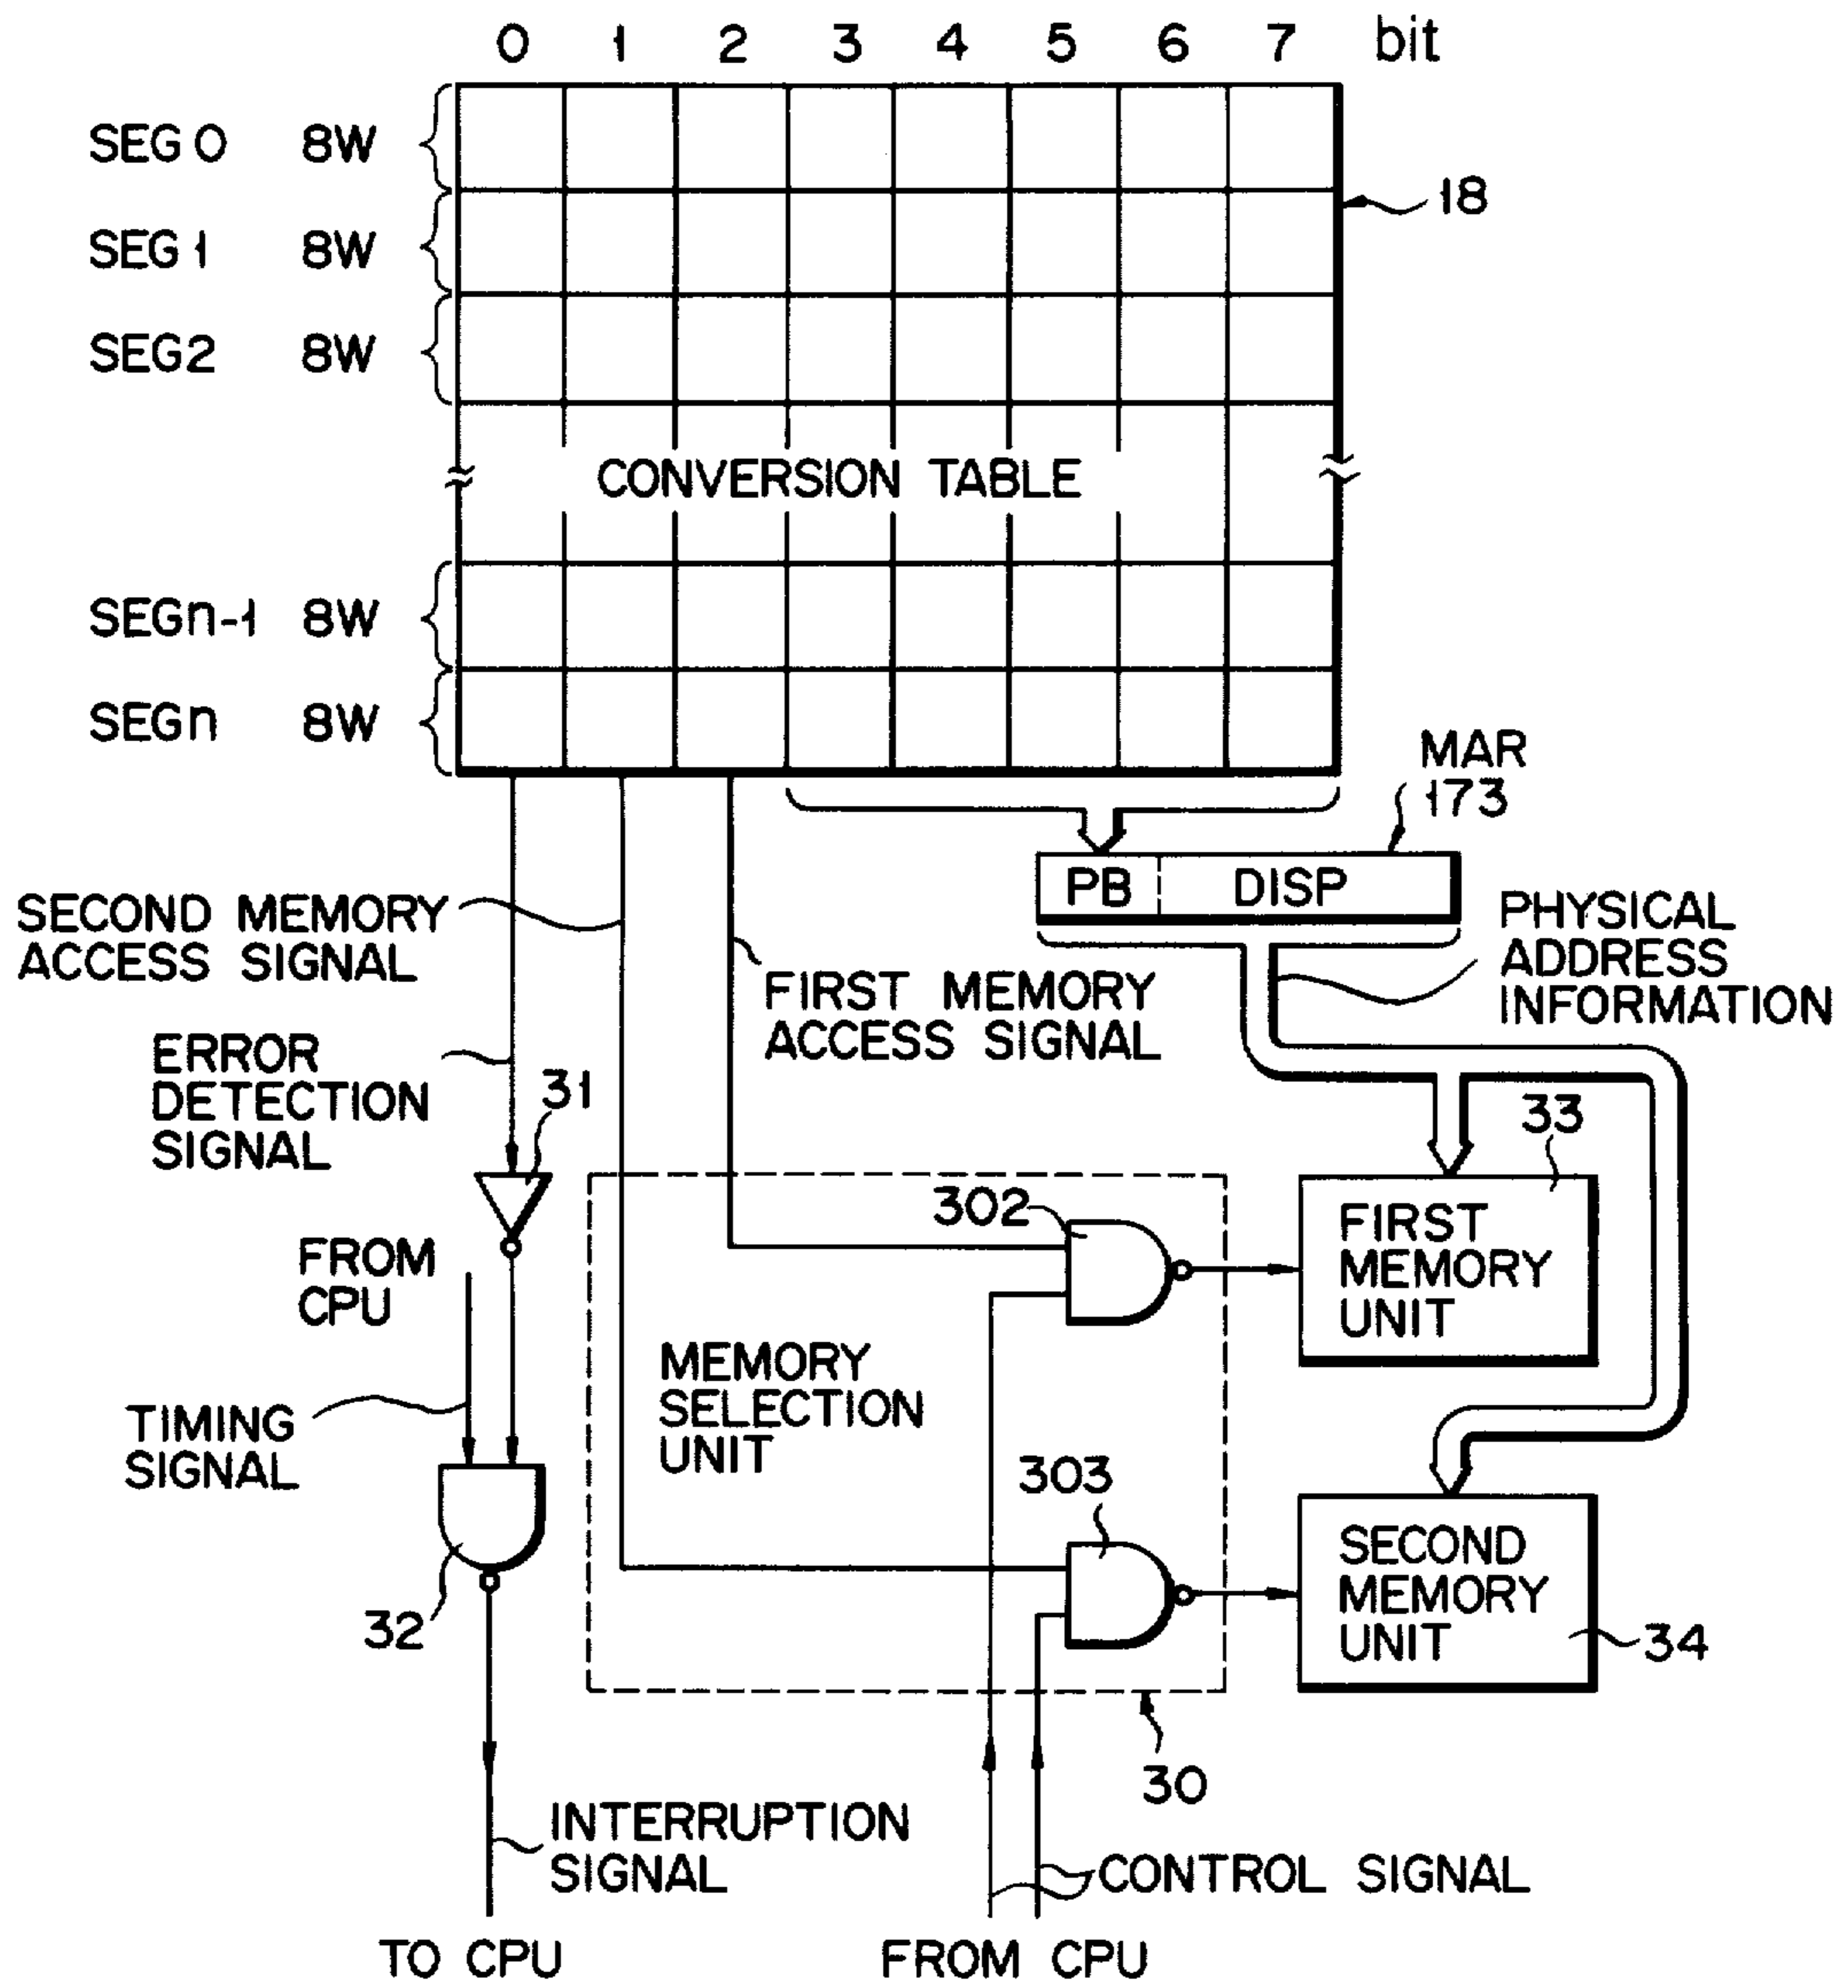 0 1 2 3 4 5 6 7 bit
SEG 0 8W
SEG 1 8W
SEG2 8W
18
CONVERSION TABLE
SEGn-1 8W
SEGn 8W
MAR
173
PB DISP
SECOND MEMORY
ACCESS SIGNAL
PHYSICAL
ADDRESS
INFORMATION
FIRST MEMORY
ACCESS SIGNAL
ERROR
DETECTION
SIGNAL
31
33
302
FIRST
MEMORY
UNIT
FROM
CPU
MEMORY
SELECTION
UNIT
TIMING
SIGNAL
303
SECOND
MEMORY
UNIT
32
34
30
INTERRUPTION
SIGNAL
CONTROL SIGNAL
TO CPU
FROM CPU